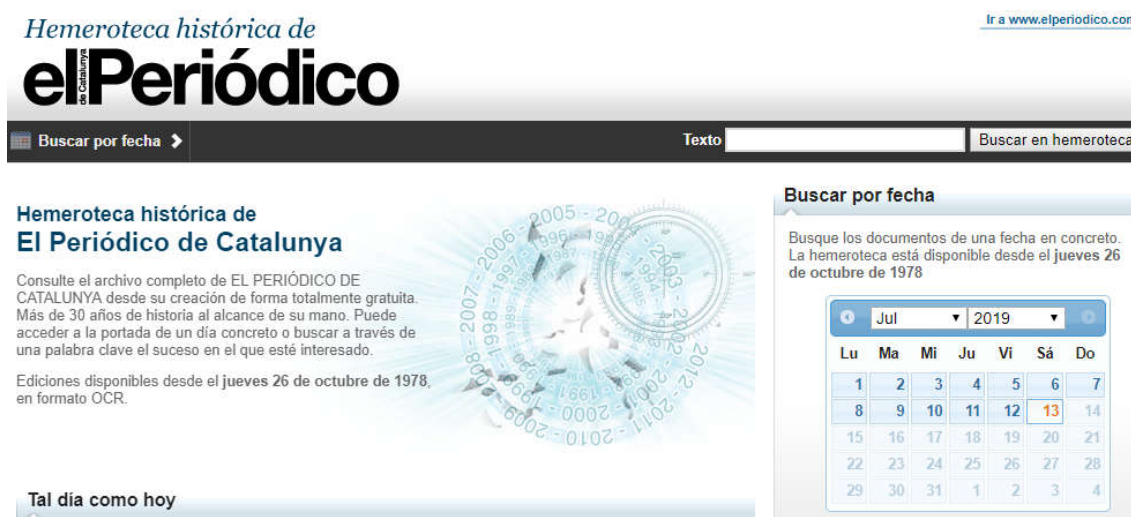 Hemeroteca histórica de
el Periódico
de Catalunya
Ir a www.elperiodico.com
Buscar por fecha
Texto
Buscar en hemeroteca
Hemeroteca histórica de
El Periódico de Catalunya
Consulte el archivo completo de EL PERIÓDICO DE
CATALUNYA desde su creación de forma totalmente gratuita.
Más de 30 años de historia al alcance de su mano. Puede
acceder a la portada de un día concreto o buscar a través de
una palabra clave el suceso en el que esté interesado.
Ediciones disponibles desde el jueves 26 de octubre de 1978,
en formato OCR.
Tal día como hoy
Buscar por fecha
Busque los documentos de una fecha en concreto.
La hemeroteca está disponible desde el jueves 26
de octubre de 1978
Jul 2019
Lu Ma Mi Ju Vi Sá Do
1 2 3 4 5 6 7
8 9 10 11 12 13 14
15 16 17 18 19 20 21
22 23 24 25 26 27 28
29 30 31 1 2 3 4